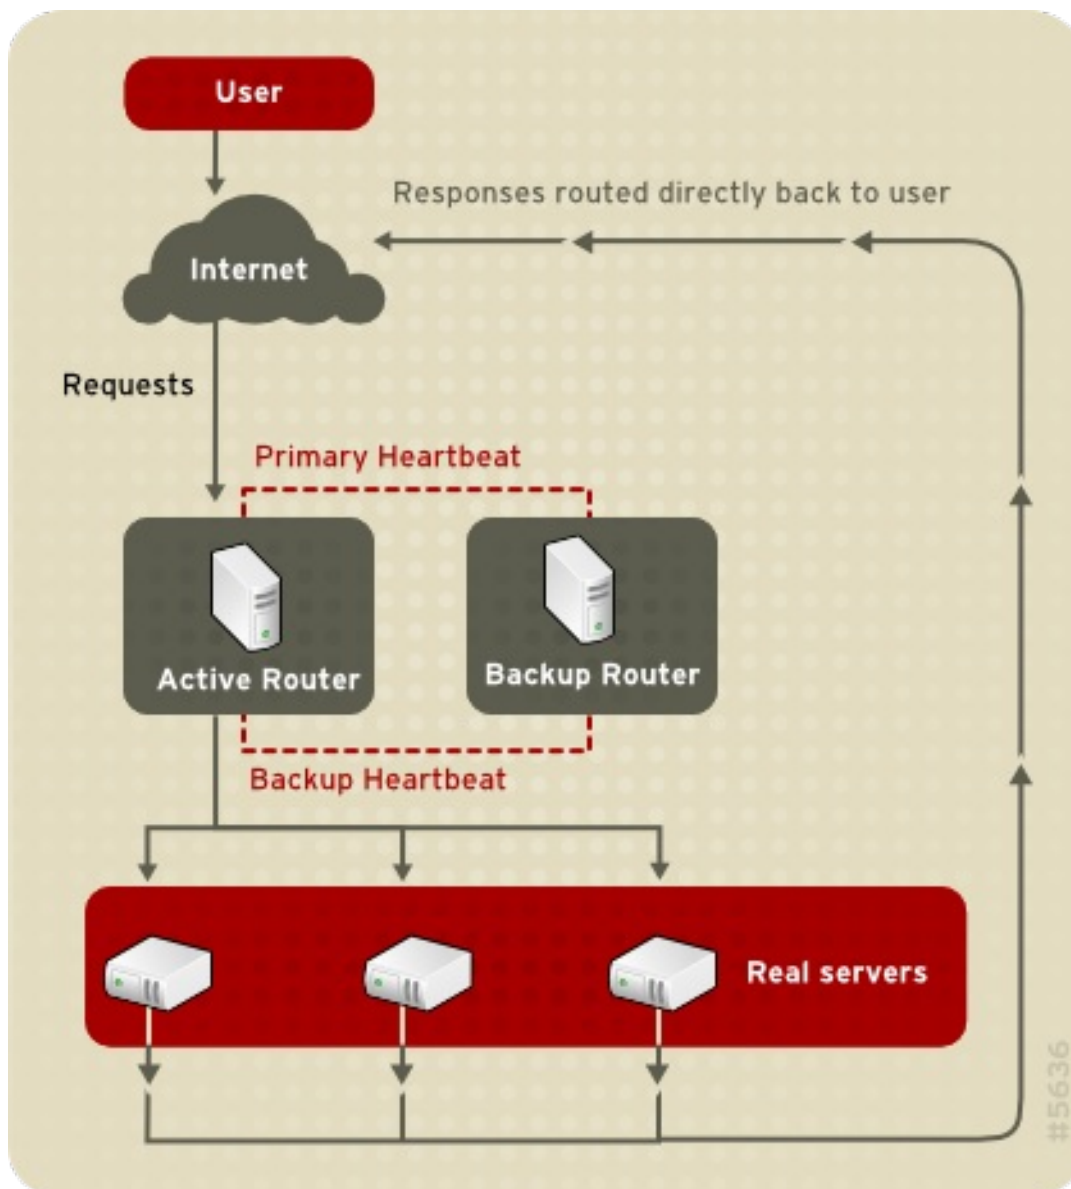 User
Responses routed directly back to user
Internet
Requests
Primary Heartbeat
Active Router
Backup Router
Backup Heartbeat
Real servers
#5636